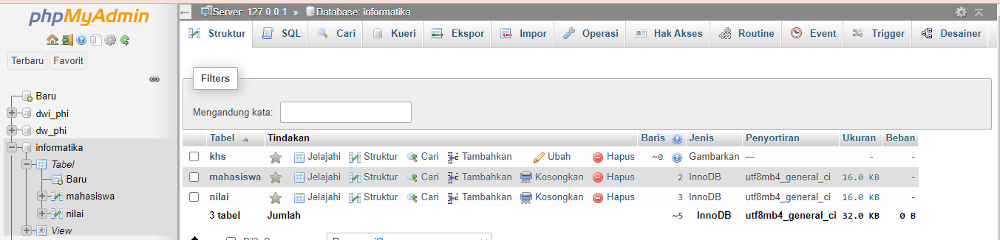 phpMyAdmin
Terbaru Favorit
Baru
dwi_phi
dw_phi
informatika
Tabel
Baru
mahasiswa
nilai
View
Server: 127.0.0.1 » Database: informatika
Struktur SQL Cari Kueri Ekspor Impor Operasi Hak Akses Routine Event Trigger Desainer
Filters
Mengandung kata:
Tabel Tindakan Baris Jenis Penyortiran Ukuran Beban
khs Jelajahi Struktur Cari Tambahkan Ubah Hapus ~0 Gambarkan --- - -
mahasiswa Jelajahi Struktur Cari Tambahkan Kosongkan Hapus 2 InnoDB utf8mb4_general_ci 16.0 KB -
nilai Jelajahi Struktur Cari Tambahkan Kosongkan Hapus 3 InnoDB utf8mb4_general_ci 16.0 KB -
3 tabel Jumlah ~5 InnoDB utf8mb4_general_ci 32.0 KB 0 B